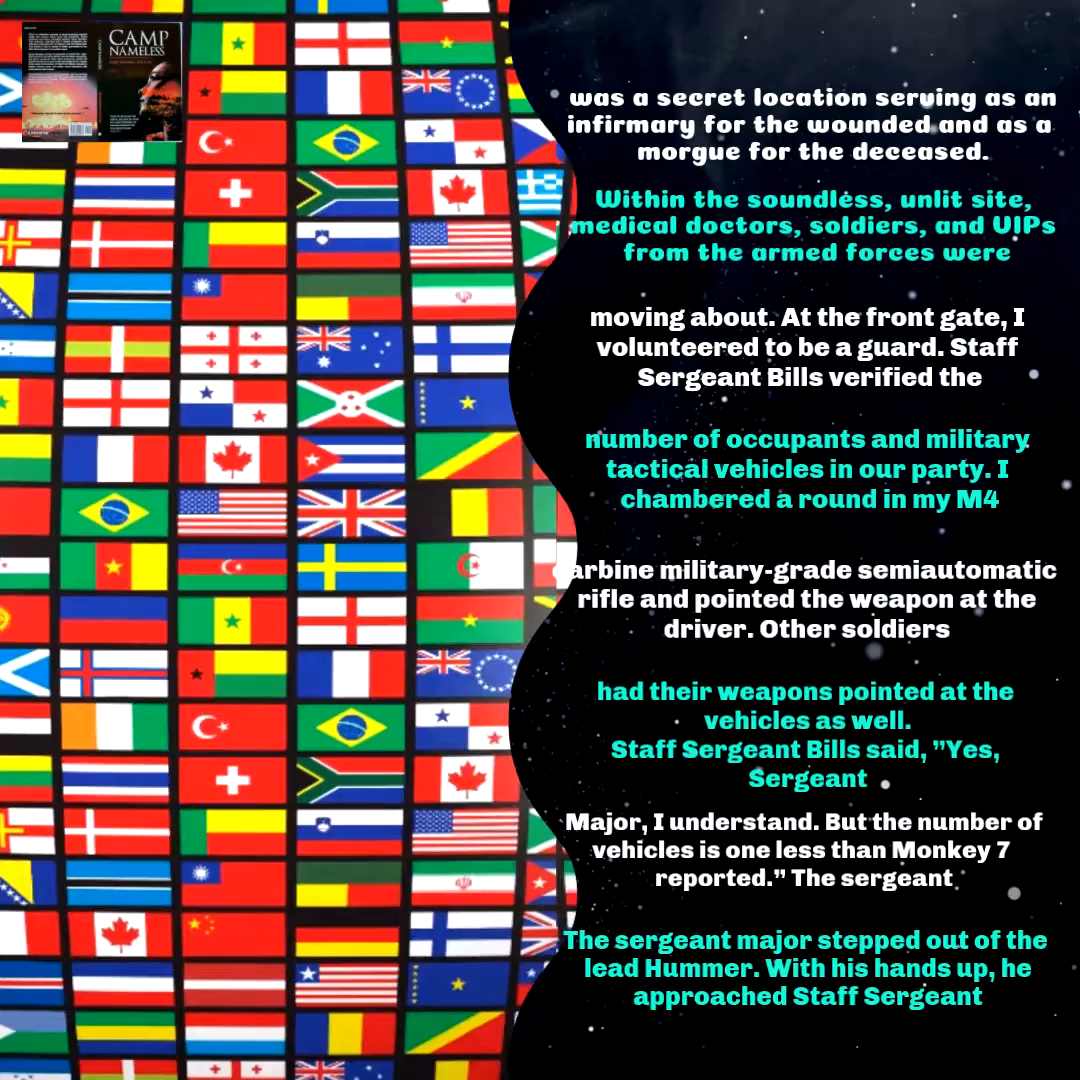 CAMP
NAMELESS
was a secret location serving as an
infirmary for the wounded and as a
morgue for the deceased.
Within the soundless, unlit site,
medical doctors, soldiers, and VIPs
from the armed forces were
moving about. At the front gate, I
volunteered to be a guard. Staff
Sergeant Bills verified the
number of occupants and military
tactical vehicles in our party. I
chambered a round in my M4
carbine military-grade semiautomatic
rifle and pointed the weapon at the
driver. Other soldiers
had their weapons pointed at the
vehicles as well.
Staff Sergeant Bills said, ”Yes,
Sergeant
Major, I understand. But the number of
vehicles is one less than Monkey 7
reported.” The sergeant
The sergeant major stepped out of the
lead Hummer. With his hands up, he
approached Staff Sergeant